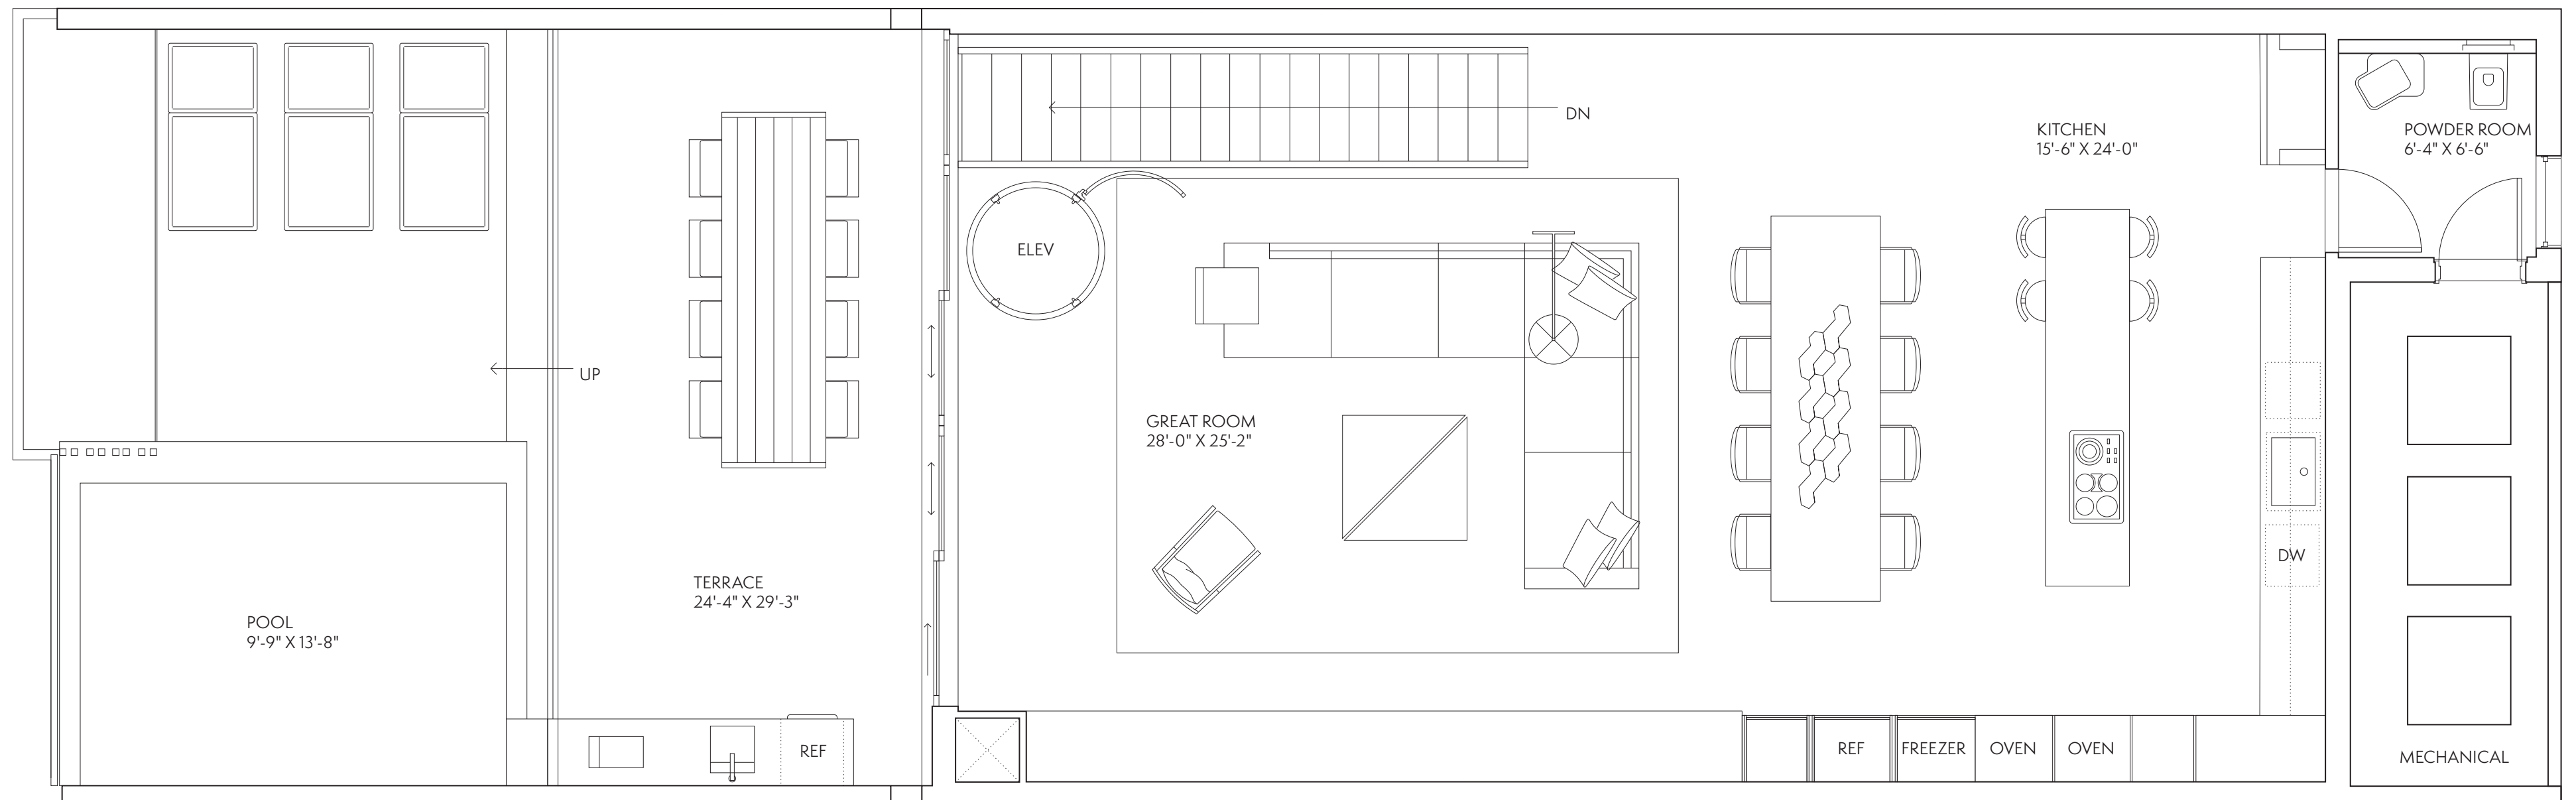 DN
KITCHEN
15'-6" X 24'-0"
POWDER ROOM
6'-4" X 6'-6"
ELEV
UP
GREAT ROOM
28'-0" X 25'-2"
DW
TERRACE
24'-4" X 29'-3"
POOL
9'-9" X 13'-8"
REF
REF
FREEZER
OVEN
OVEN
MECHANICAL